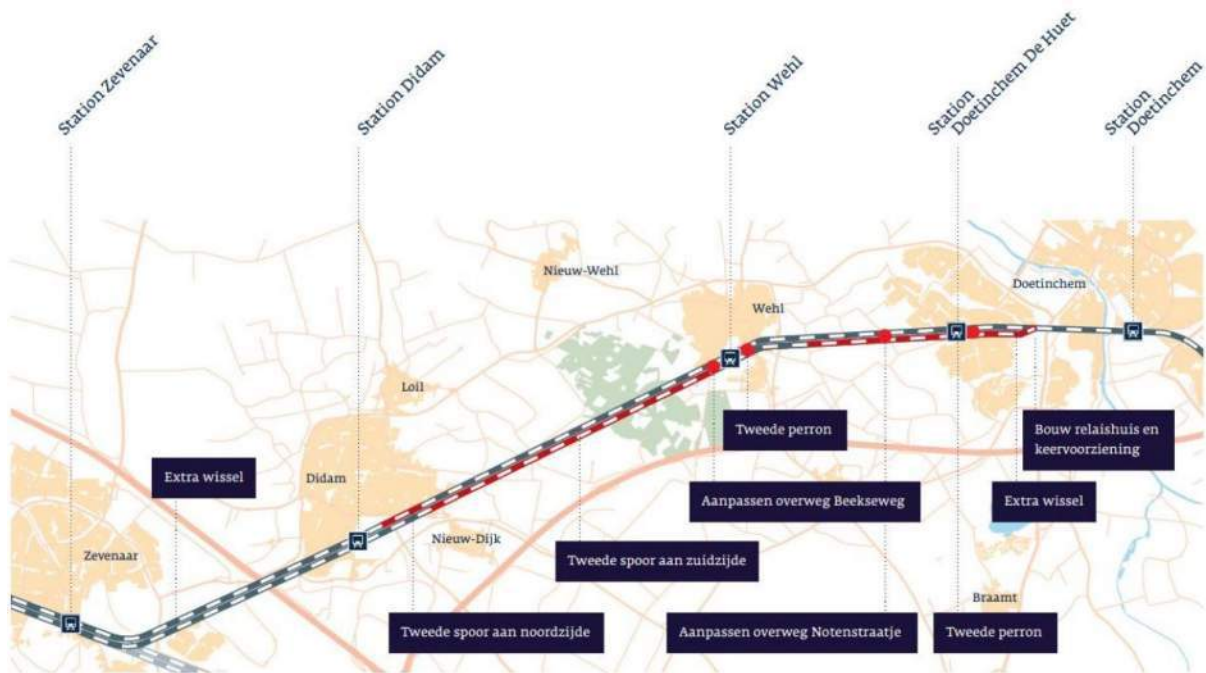 Station Zevenaar
Station Didam
Station Wehl
Station
Doetinchem De Huet
Station
Doetinchem
Nieuw-Wehl
Doetinchem
Wehl
Loil
Tweede perron
Bouw relaishuis en
keervoorziening
Extra wissel
Didam
Aanpassen overweg Beekseweg
Extra wissel
Nieuw-Dijk
Zevenaar
Tweede spoor aan zuidzijde
Braamt
Tweede spoor aan noordzijde
Aanpassen overweg Notenstraatje
Tweede perron